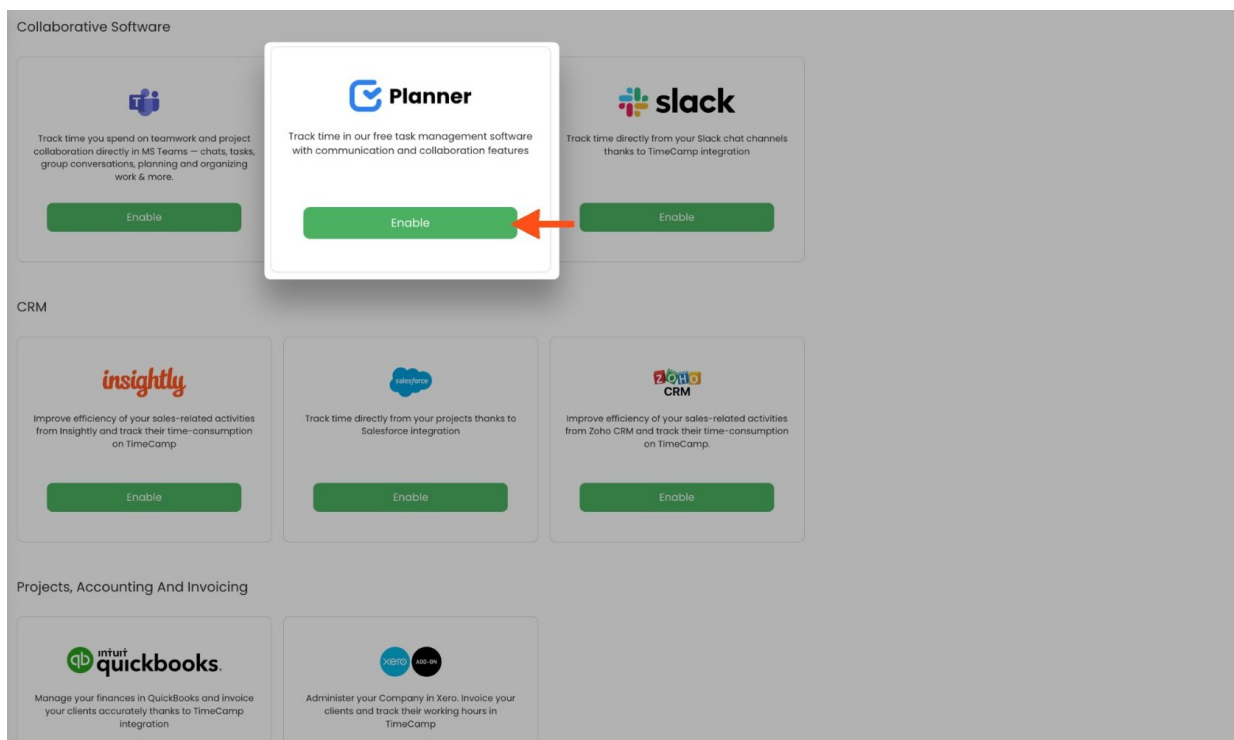 Collaborative Software
Planner
slack
Track time you spend on teamwork and project
collaboration directly in MS Teams — chats, tasks,
group conversations, planning and organizing
work & more.
Track time in our free task management software
with communication and collaboration features
Track time directly from your Slack chat channels
thanks to TimeCamp integration
Enable
Enable
Enable
CRM
insightly
salesforce
ZOHO
CRM
Improve efficiency of your sales-related activities
from Insightly and track their time-consumption
on TimeCamp
Track time directly from your projects thanks to
Salesforce integration
Improve efficiency of your sales-related activities
from Zoho CRM and track their time-consumption
on TimeCamp.
Enable
Enable
Enable
Projects, Accounting And Invoicing
qb
intuit
quickbooks.
xero
ADD-ON
Manage your finances in QuickBooks and invoice
your clients accurately thanks to TimeCamp
integration
Administer your Company in Xero. Invoice your
clients and track their working hours in
TimeCamp